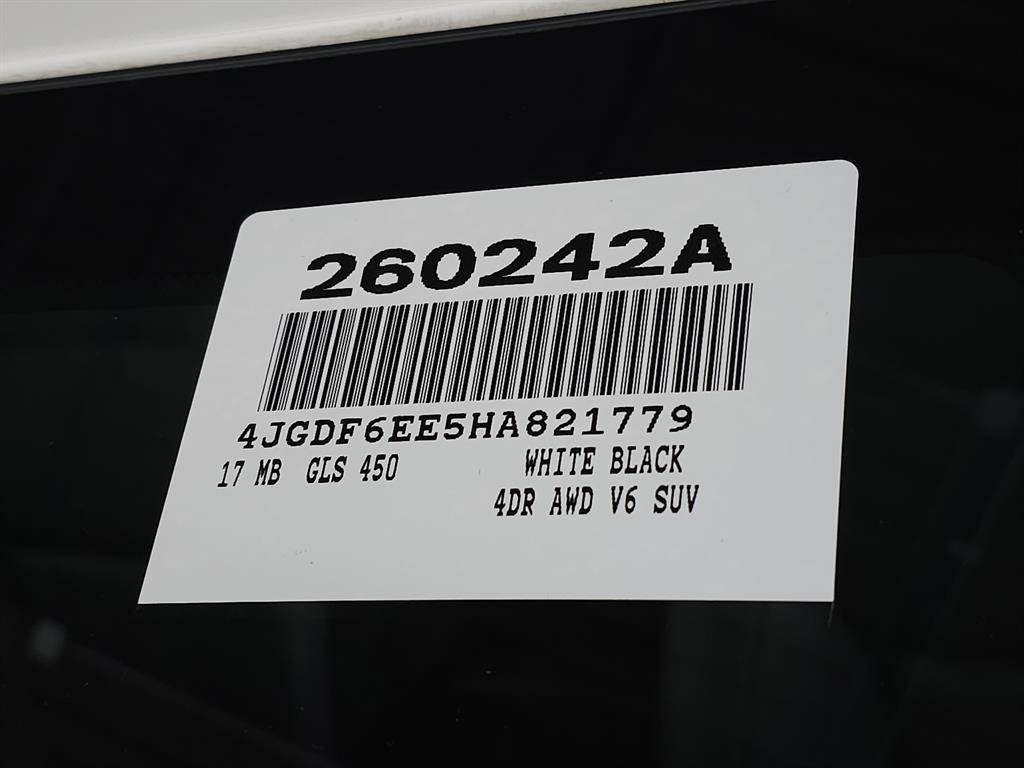 260242A
4JGDF6EE5HA821779
17 MB GLS 450 WHITE BLACK
4DR AWD V6 SUV